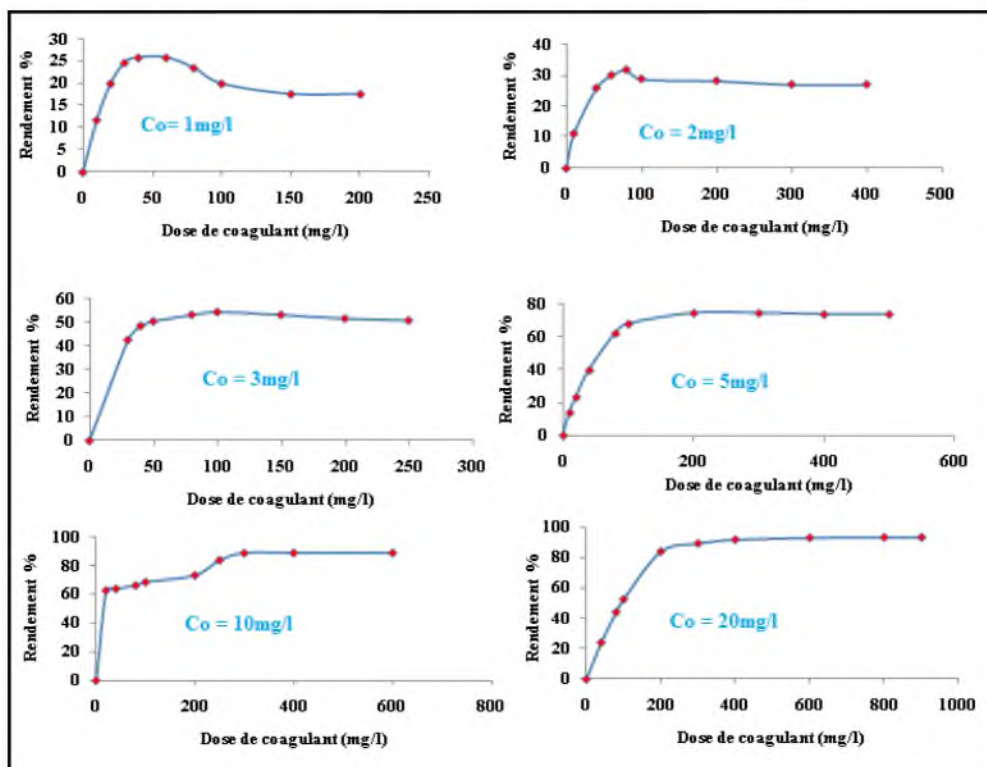 Rendement %
30
25
20
15
10
5
0
Co= 1mg/l
0 50 100 150 200 250
Dose de coagulant (mg/l)
Rendement %
40
30
20
10
0
Co = 2mg/l
0 100 200 300 400 500
Dose de coagulant (mg/l)
Rendement %
60
50
40
30
20
10
0
Co = 3mg/l
0 50 100 150 200 250 300
Dose de coagulant (mg/l)
Rendement %
80
60
40
20
0
Co = 5mg/l
0 200 400 600
Dose de coagulant (mg/l)
Rendement %
100
80
60
40
20
0
Co = 10mg/l
0 200 400 600 800
Dose de coagulant (mg/l)
Rendement %
100
80
60
40
20
0
Co = 20mg/l
0 200 400 600 800 1000
Dose de coagulant (mg/l)